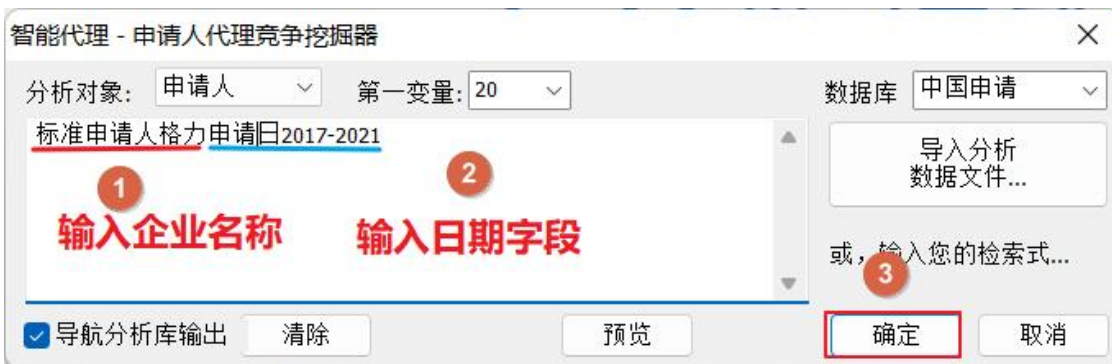 智能代理 - 申请人代理竞争挖掘器
分析对象: 申请人 第一变量: 20 数据库 中国申请
标准申请人格力申请日2017-2021
导入分析
数据文件...
1 2
输入企业名称 输入日期字段
或，输入您的检索式...
3
导航分析库输出 清除 预览 确定 取消